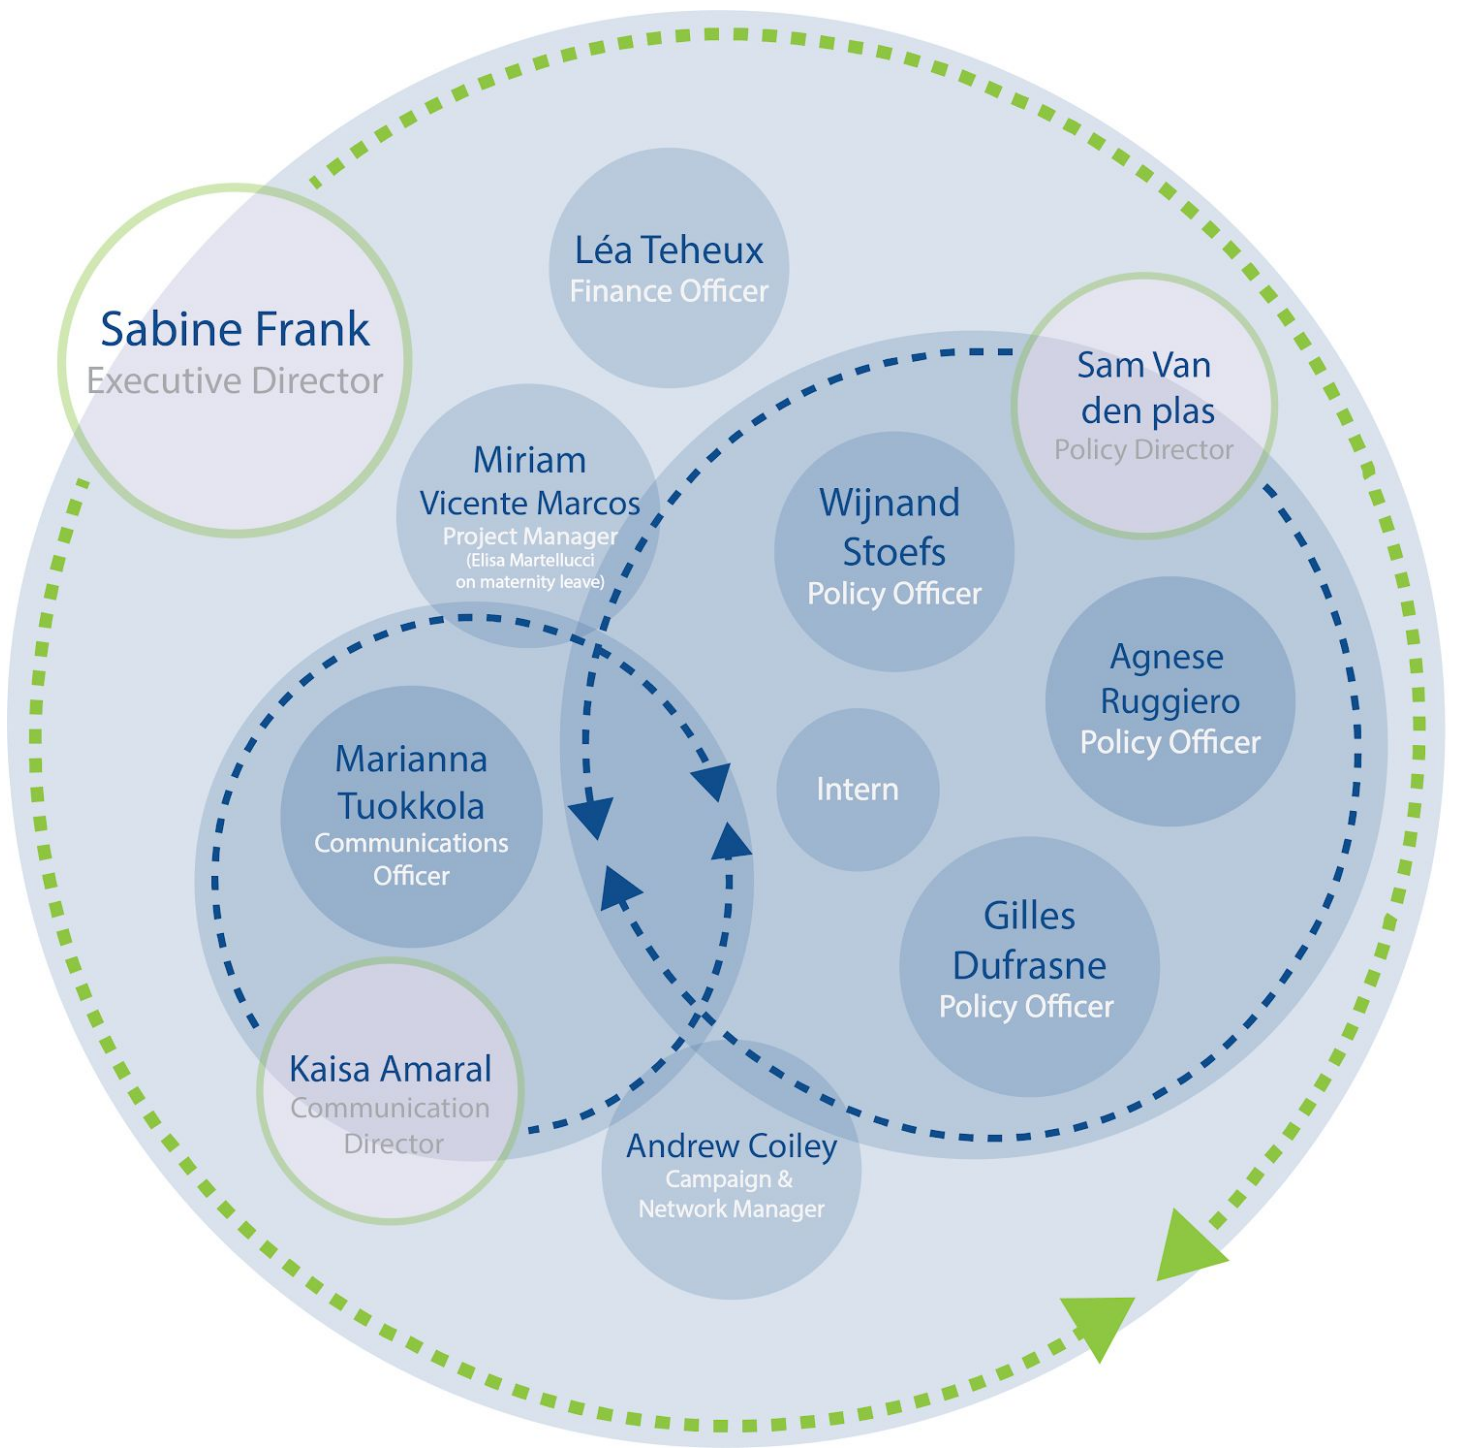 Léa Teheux
Finance Officer
Sabine Frank
Executive Director
Sam Van
den plas
Policy Director
Miriam
Vicente Marcos
Project Manager
(Elisa Martellucci
on maternity leave)
Wijnand
Stoefs
Policy Officer
Agnese
Ruggiero
Policy Officer
Marianna
Tuokkola
Communications
Officer
Intern
Gilles
Dufrasne
Policy Officer
Kaisa Amaral
Communication
Director
Andrew Coiley
Campaign &
Network Manager